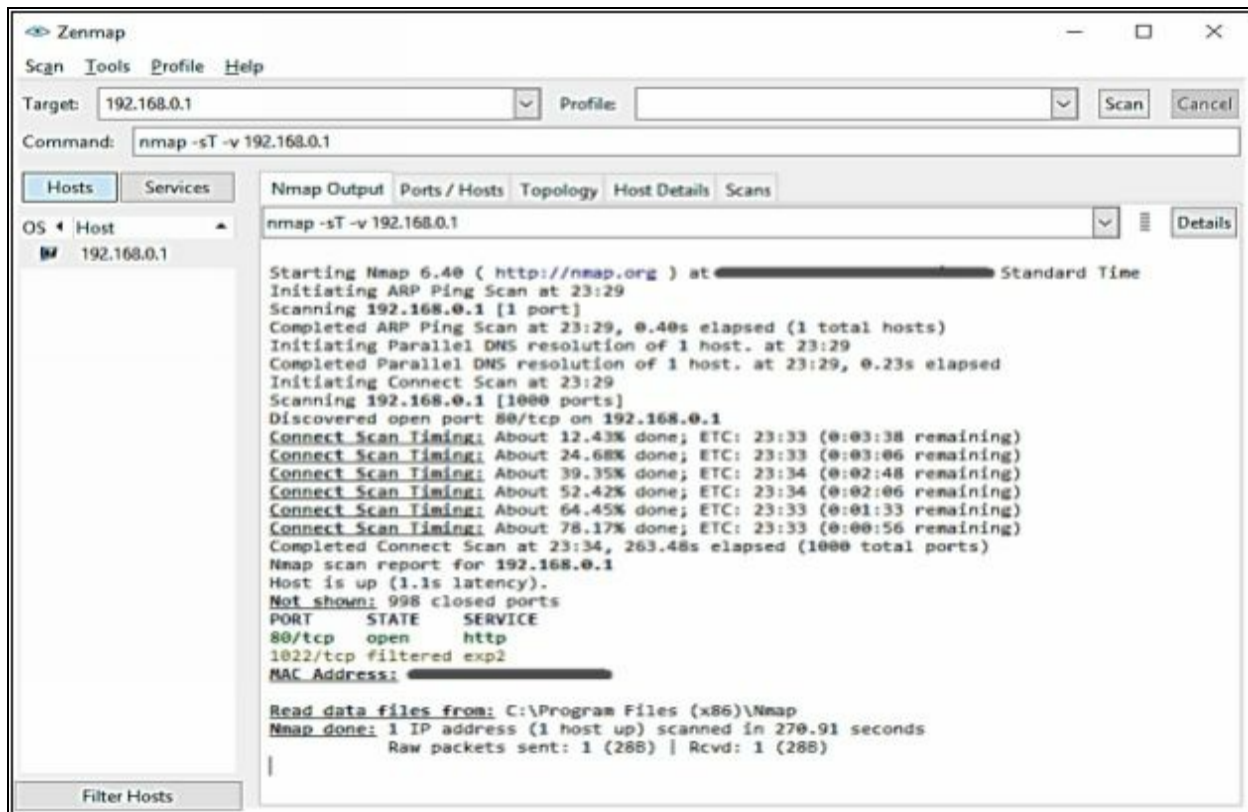 Zenmap
Scan Tools Profile Help
Target: 192.168.0.1 Profile: Scan Cancel
Command: nmap -sT -v 192.168.0.1
Hosts Services
Nmap Output Ports / Hosts Topology Host Details Scans
OS Host
nmap -sT -v 192.168.0.1 Details
192.168.0.1
Starting Nmap 6.40 ( http://nmap.org ) at Standard Time
Initiating ARP Ping Scan at 23:29
Scanning 192.168.0.1 [1 port]
Completed ARP Ping Scan at 23:29, 0.40s elapsed (1 total hosts)
Initiating Parallel DNS resolution of 1 host. at 23:29
Completed Parallel DNS resolution of 1 host. at 23:29, 0.23s elapsed
Initiating Connect Scan at 23:29
Scanning 192.168.0.1 [1000 ports]
Discovered open port 80/tcp on 192.168.0.1
Connect Scan Timing: About 12.43% done; ETC: 23:33 (0:03:38 remaining)
Connect Scan Timing: About 24.68% done; ETC: 23:33 (0:03:06 remaining)
Connect Scan Timing: About 39.35% done; ETC: 23:34 (0:02:48 remaining)
Connect Scan Timing: About 52.42% done; ETC: 23:34 (0:02:06 remaining)
Connect Scan Timing: About 64.45% done; ETC: 23:33 (0:01:33 remaining)
Connect Scan Timing: About 78.17% done; ETC: 23:33 (0:00:56 remaining)
Completed Connect Scan at 23:34, 263.48s elapsed (1000 total ports)
Nmap scan report for 192.168.0.1
Host is up (1.1s latency).
Not shown: 998 closed ports
PORT STATE SERVICE
80/tcp open http
1022/tcp filtered exp2
MAC Address:
Read data files from: C:\Program Files (x86)\Nmap
Nmap done: 1 IP address (1 host up) scanned in 270.91 seconds
Raw packets sent: 1 (28B) | Rcvd: 1 (28B)
Filter Hosts